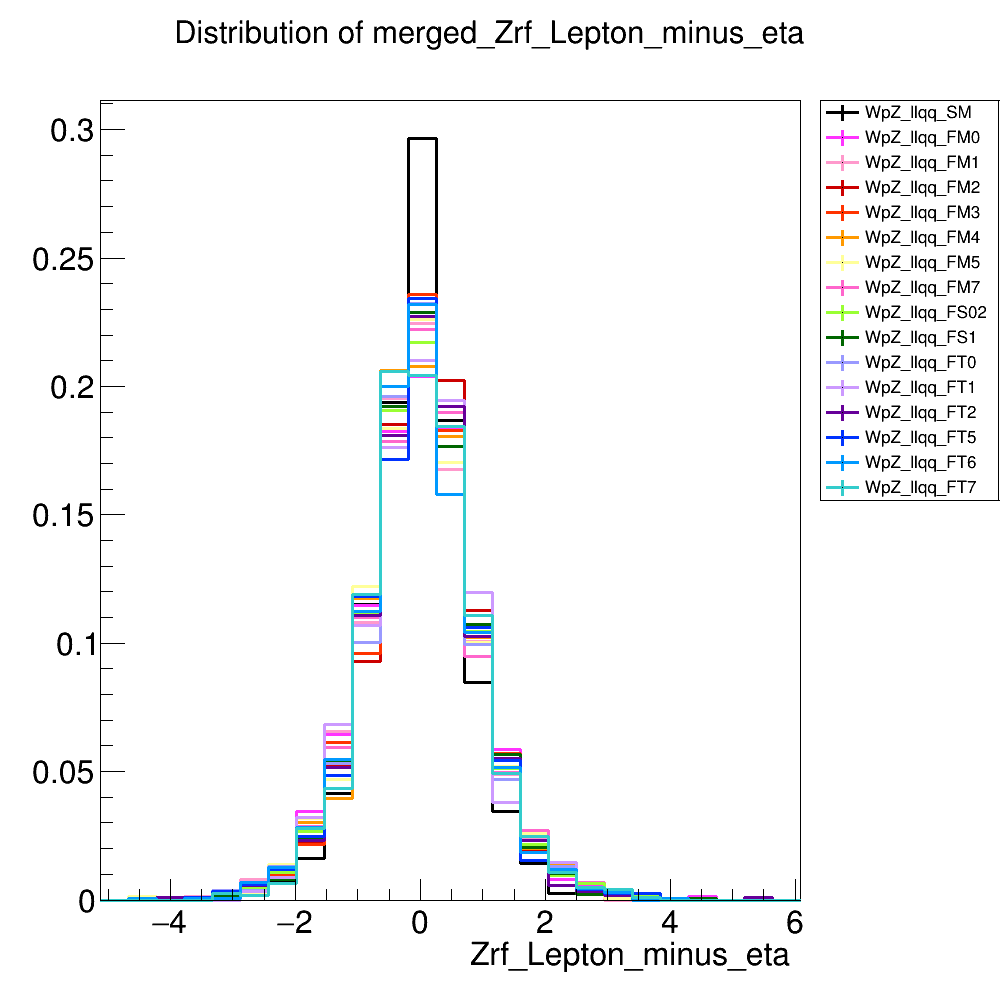 Distribution of merged_Zrf_Lepton_minus_eta
0.3
0.25
0.2
0.15
0.1
0.05
0
−4
−2
0
2
4
6
Zrf_Lepton_minus_eta
WpZ_llqq_SM
WpZ_llqq_FM0
WpZ_llqq_FM1
WpZ_llqq_FM2
WpZ_llqq_FM3
WpZ_llqq_FM4
WpZ_llqq_FM5
WpZ_llqq_FM7
WpZ_llqq_FS02
WpZ_llqq_FS1
WpZ_llqq_FT0
WpZ_llqq_FT1
WpZ_llqq_FT2
WpZ_llqq_FT5
WpZ_llqq_FT6
WpZ_llqq_FT7